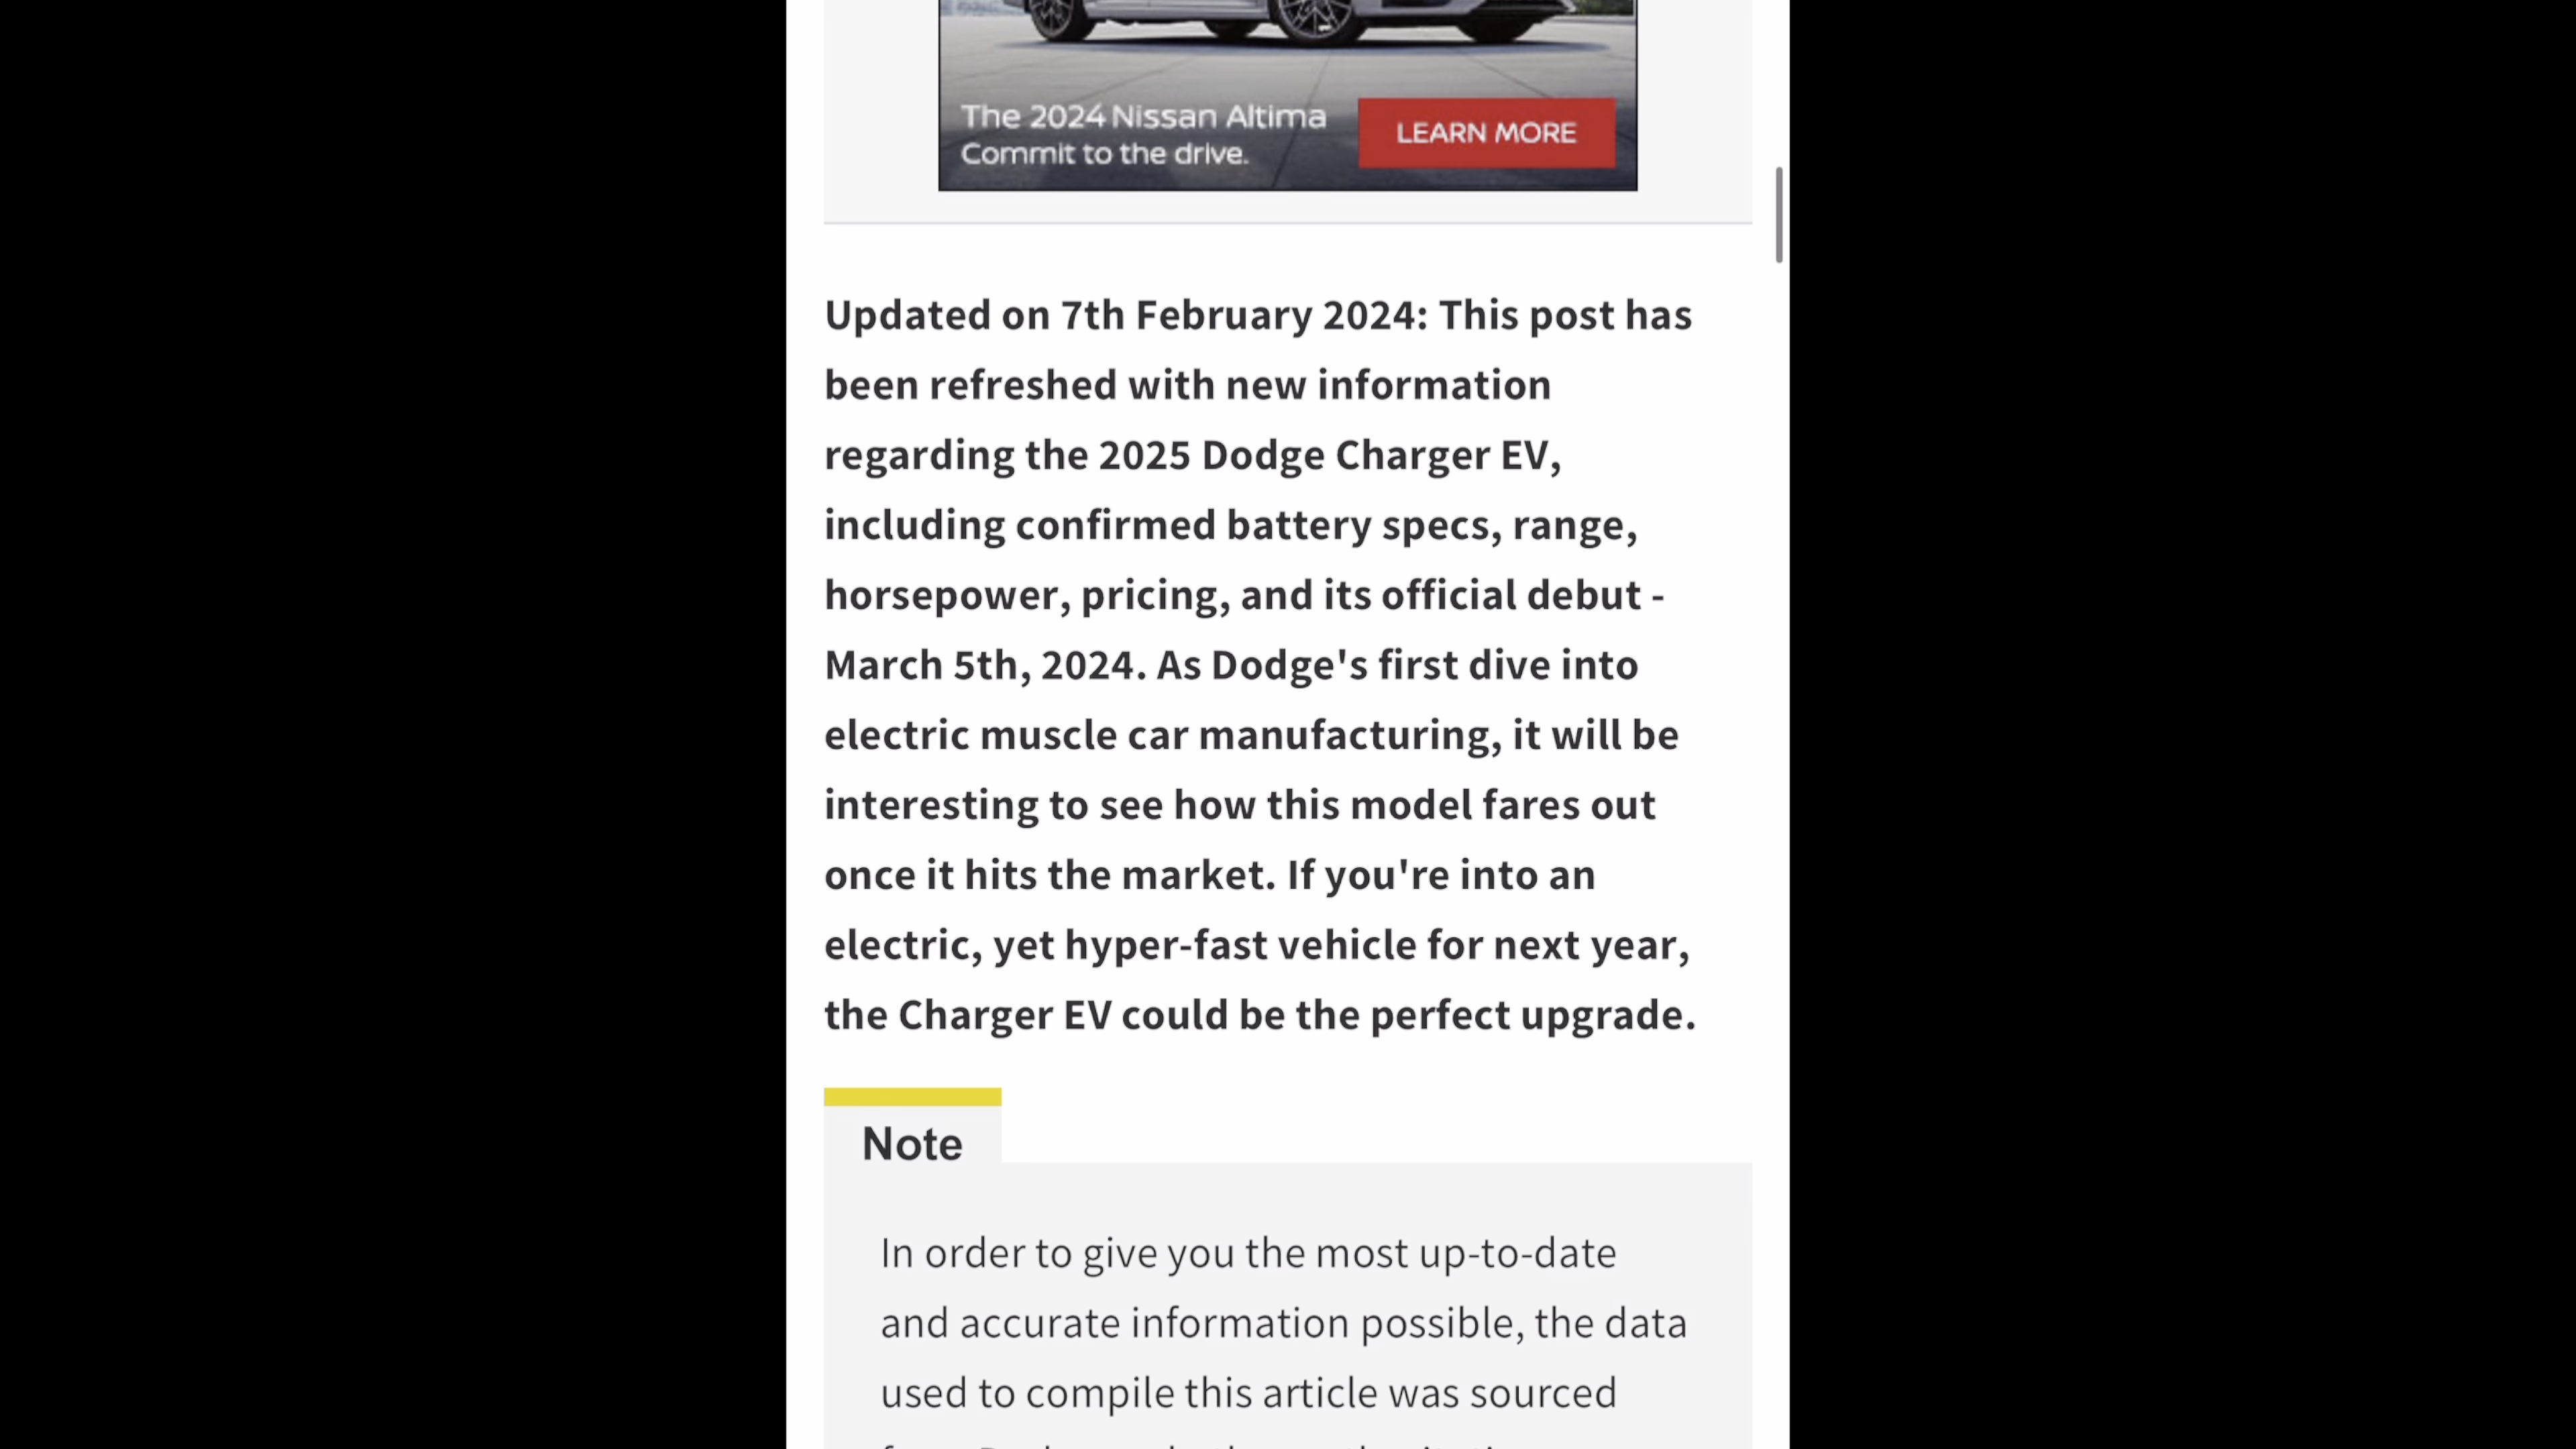 The 2024 Nissan Altima
Commit to the drive.
LEARN MORE
Updated on 7th February 2024: This post has
been refreshed with new information
regarding the 2025 Dodge Charger EV,
including confirmed battery specs, range,
horsepower, pricing, and its official debut -
March 5th, 2024. As Dodge's first dive into
electric muscle car manufacturing, it will be
interesting to see how this model fares out
once it hits the market. If you're into an
electric, yet hyper-fast vehicle for next year,
the Charger EV could be the perfect upgrade.
Note
In order to give you the most up-to-date
and accurate information possible, the data
used to compile this article was sourced